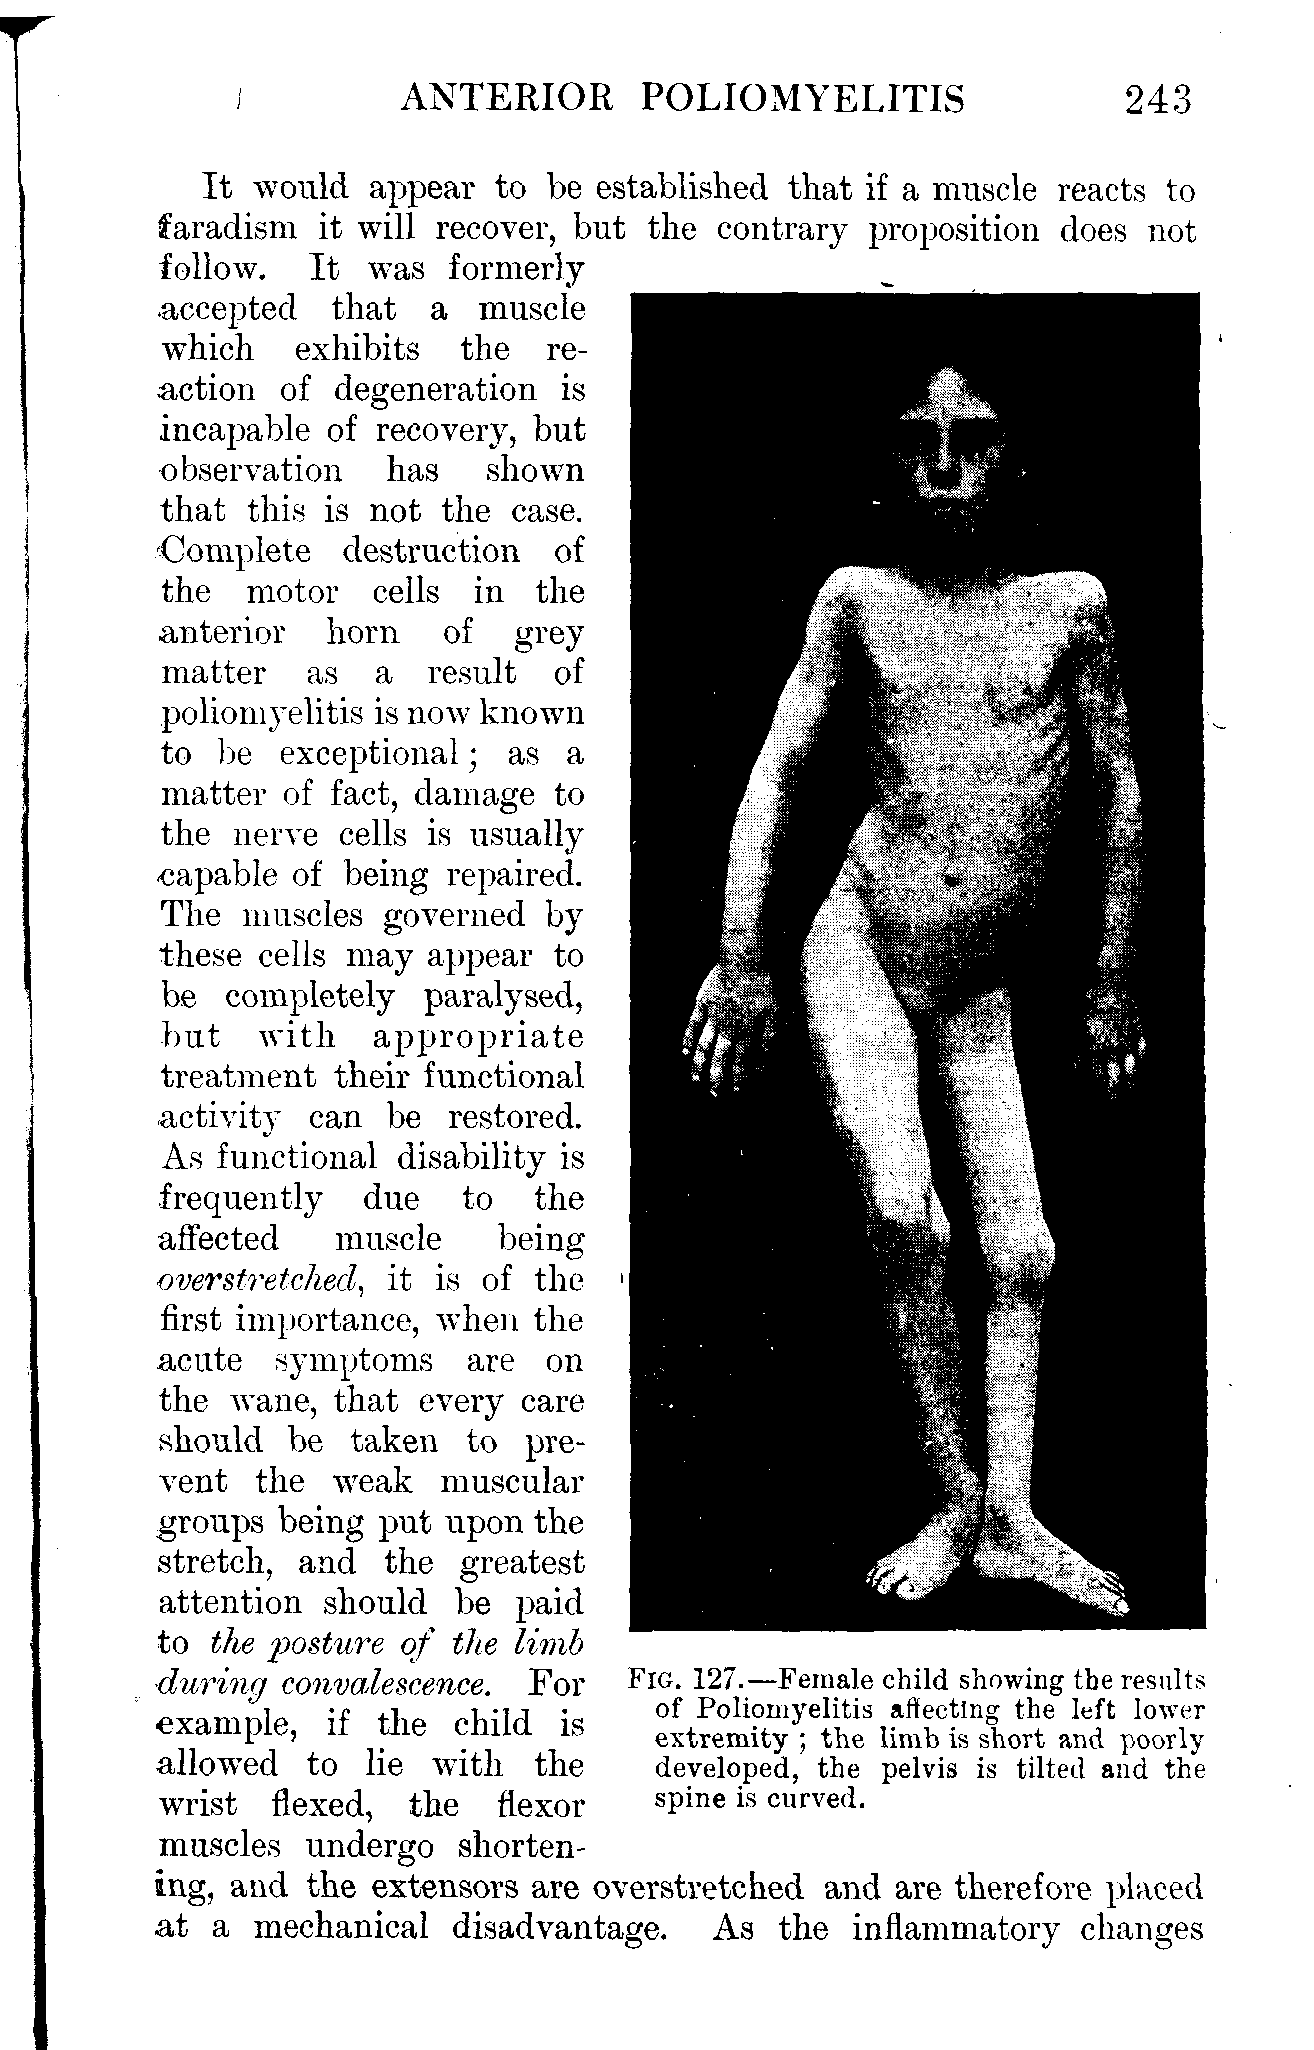 ANTERIOR POLIOMYELITIS 243
It would appear to be established that if a muscle reacts to
faradism it will recover, but the contrary proposition does not
follow. It was formerly
accepted that a muscle
which exhibits the re-
action of degeneration is
incapable of recovery, but
observation has shown
that this is not the case.
Complete destruction of
the motor cells in the
anterior horn of grey
matter as a result of
poliomyelitis is now known
to be exceptional; as a
matter of fact, damage to
the nerve cells is usually
capable of being repaired.
The muscles governed by
these cells may appear to
be completely paralysed,
but with appropriate
treatment their functional
activity can be restored.
As functional disability is
frequently due to the
affected muscle being
overstretched, it is of the
first importance, when the
acute symptoms are on
the wane, that every care
should be taken to pre-
vent the weak muscular
groups being put upon the
stretch, and the greatest
attention should be paid
to the posture of the limb
during convalescence. For
example, if the child is
allowed to lie with the
wrist flexed, the flexor
muscles undergo shorten-
ing, and the extensors are overstretched and are therefore placed
at a mechanical disadvantage. As the inflammatory changes
FIG. 127.—Female child showing the results
of Poliomyelitis affecting the left lower
extremity; the limb is short and poorly
developed, the pelvis is tilted and the
spine is curved.